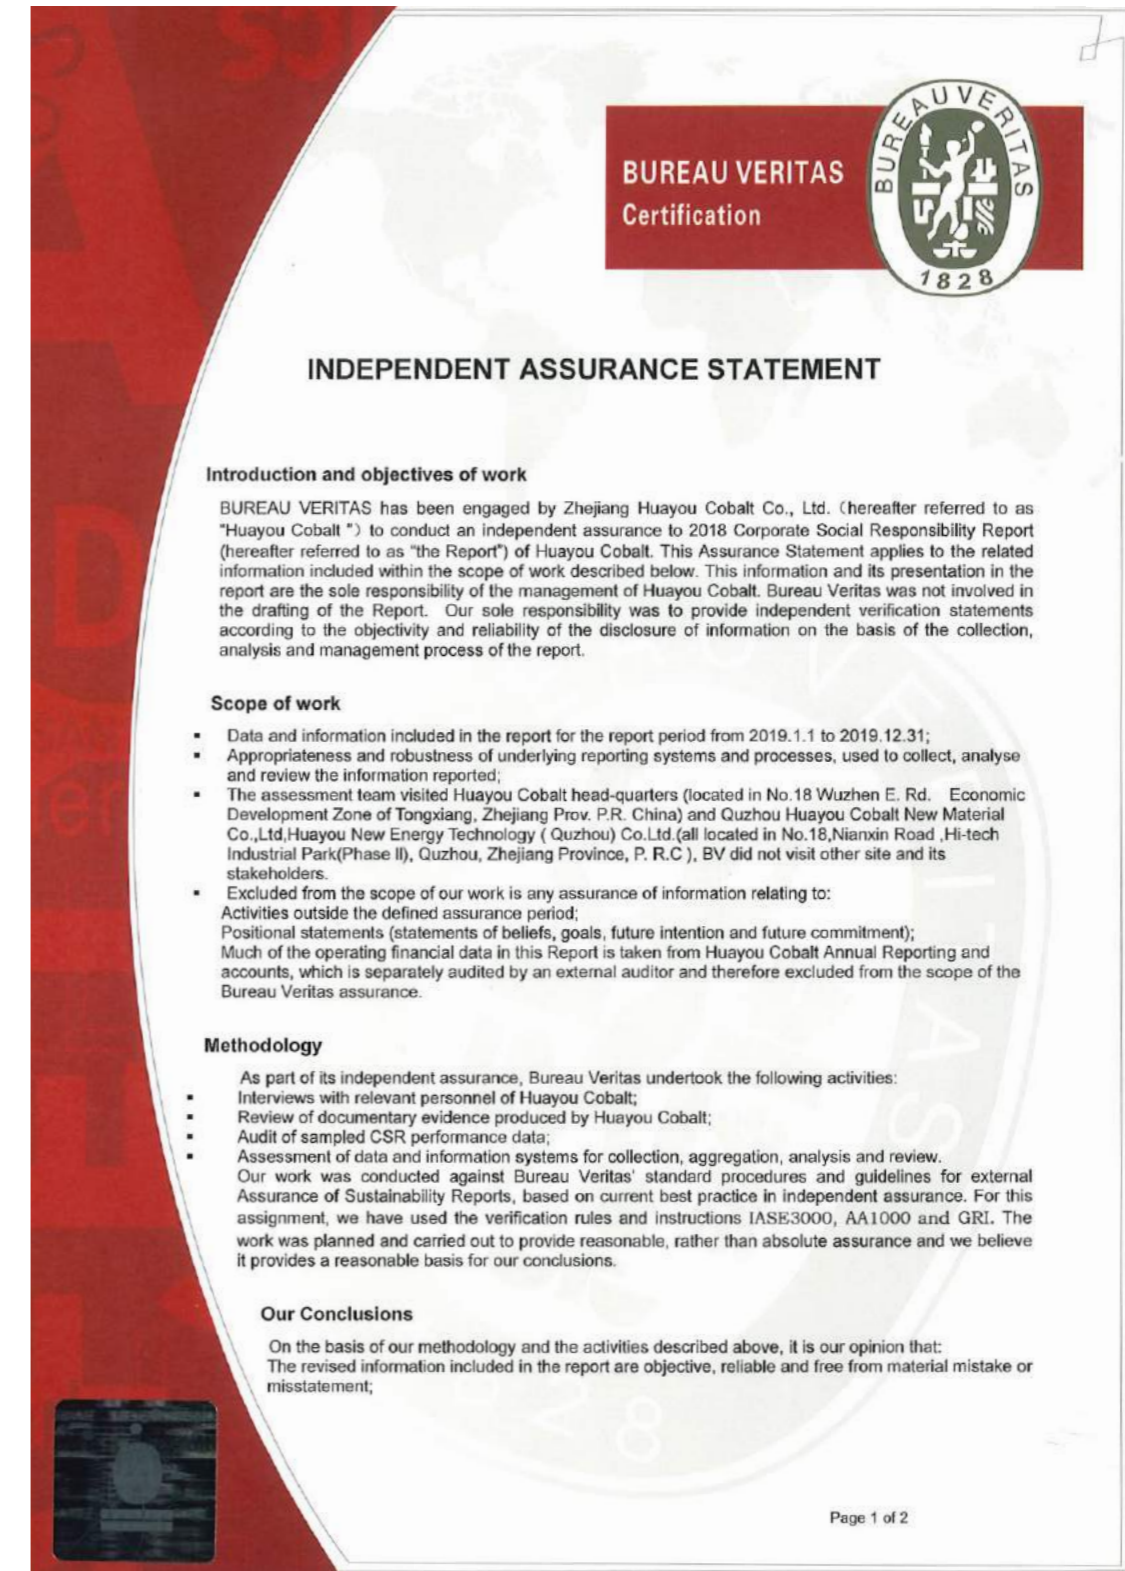 BUREAU VERITAS
Certification
BUREAU VERITAS
1828
INDEPENDENT ASSURANCE STATEMENT
Introduction and objectives of work
BUREAU VERITAS has been engaged by Zhejiang Huayou Cobalt Co., Ltd. (hereafter referred to as
"Huayou Cobalt ") to conduct an independent assurance to 2018 Corporate Social Responsibility Report
(hereafter referred to as "the Report") of Huayou Cobalt. This Assurance Statement applies to the related
information included within the scope of work described below. This information and its presentation in the
report are the sole responsibility of the management of Huayou Cobalt. Bureau Veritas was not involved in
the drafting of the Report. Our sole responsibility was to provide independent verification statements
according to the objectivity and reliability of the disclosure of information on the basis of the collection,
analysis and management process of the report.
Scope of work
▪ Data and information included in the report for the report period from 2019.1.1 to 2019.12.31;
▪ Appropriateness and robustness of underlying reporting systems and processes, used to collect, analyse
and review the information reported;
▪ The assessment team visited Huayou Cobalt head-quarters (located in No.18 Wuzhen E. Rd. Economic
Development Zone of Tongxiang, Zhejiang Prov. P.R. China) and Quzhou Huayou Cobalt New Material
Co.,Ltd,Huayou New Energy Technology ( Quzhou) Co.Ltd.(all located in No.18,Nianxin Road ,Hi-tech
Industrial Park(Phase II), Quzhou, Zhejiang Province, P. R.C ), BV did not visit other site and its
stakeholders.
▪ Excluded from the scope of our work is any assurance of information relating to:
Activities outside the defined assurance period;
Positional statements (statements of beliefs, goals, future intention and future commitment);
Much of the operating financial data in this Report is taken from Huayou Cobalt Annual Reporting and
accounts, which is separately audited by an external auditor and therefore excluded from the scope of the
Bureau Veritas assurance.
Methodology
As part of its independent assurance, Bureau Veritas undertook the following activities:
▪ Interviews with relevant personnel of Huayou Cobalt;
▪ Review of documentary evidence produced by Huayou Cobalt;
▪ Audit of sampled CSR performance data;
▪ Assessment of data and information systems for collection, aggregation, analysis and review.
Our work was conducted against Bureau Veritas' standard procedures and guidelines for external
Assurance of Sustainability Reports, based on current best practice in independent assurance. For this
assignment, we have used the verification rules and instructions IASE3000, AA1000 and GRI. The
work was planned and carried out to provide reasonable, rather than absolute assurance and we believe
it provides a reasonable basis for our conclusions.
Our Conclusions
On the basis of our methodology and the activities described above, it is our opinion that:
The revised information included in the report are objective, reliable and free from material mistake or
misstatement;
Page 1 of 2